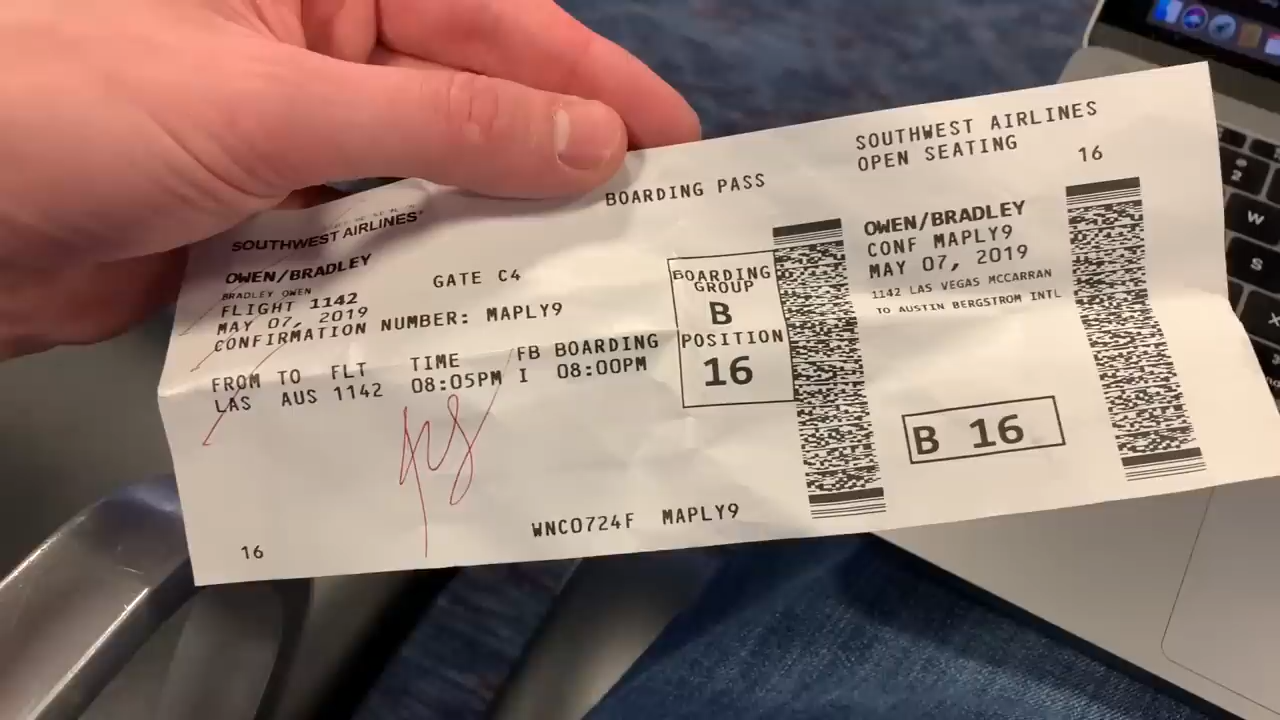 SOUTHWEST AIRLINES
OPEN SEATING
16
BOARDING PASS
SOUTHWEST AIRLINES
OWEN/BRADLEY
BRADLEY OWEN
GATE C4
FLIGHT 1142
MAY 07, 2019
CONFIRMATION NUMBER: MAPLY9
FROM TO FLT TIME FB BOARDING
LAS AUS 1142 08:05PM I 08:00PM
BOARDING
GROUP
B
POSITION
16
16
WNCO724F MAPLY9
OWEN/BRADLEY
CONF MAPLY9
MAY 07, 2019
1142 LAS VEGAS MCCARRAN
TO AUSTIN BERGSTROM INTL
B 16
2
W
S
X